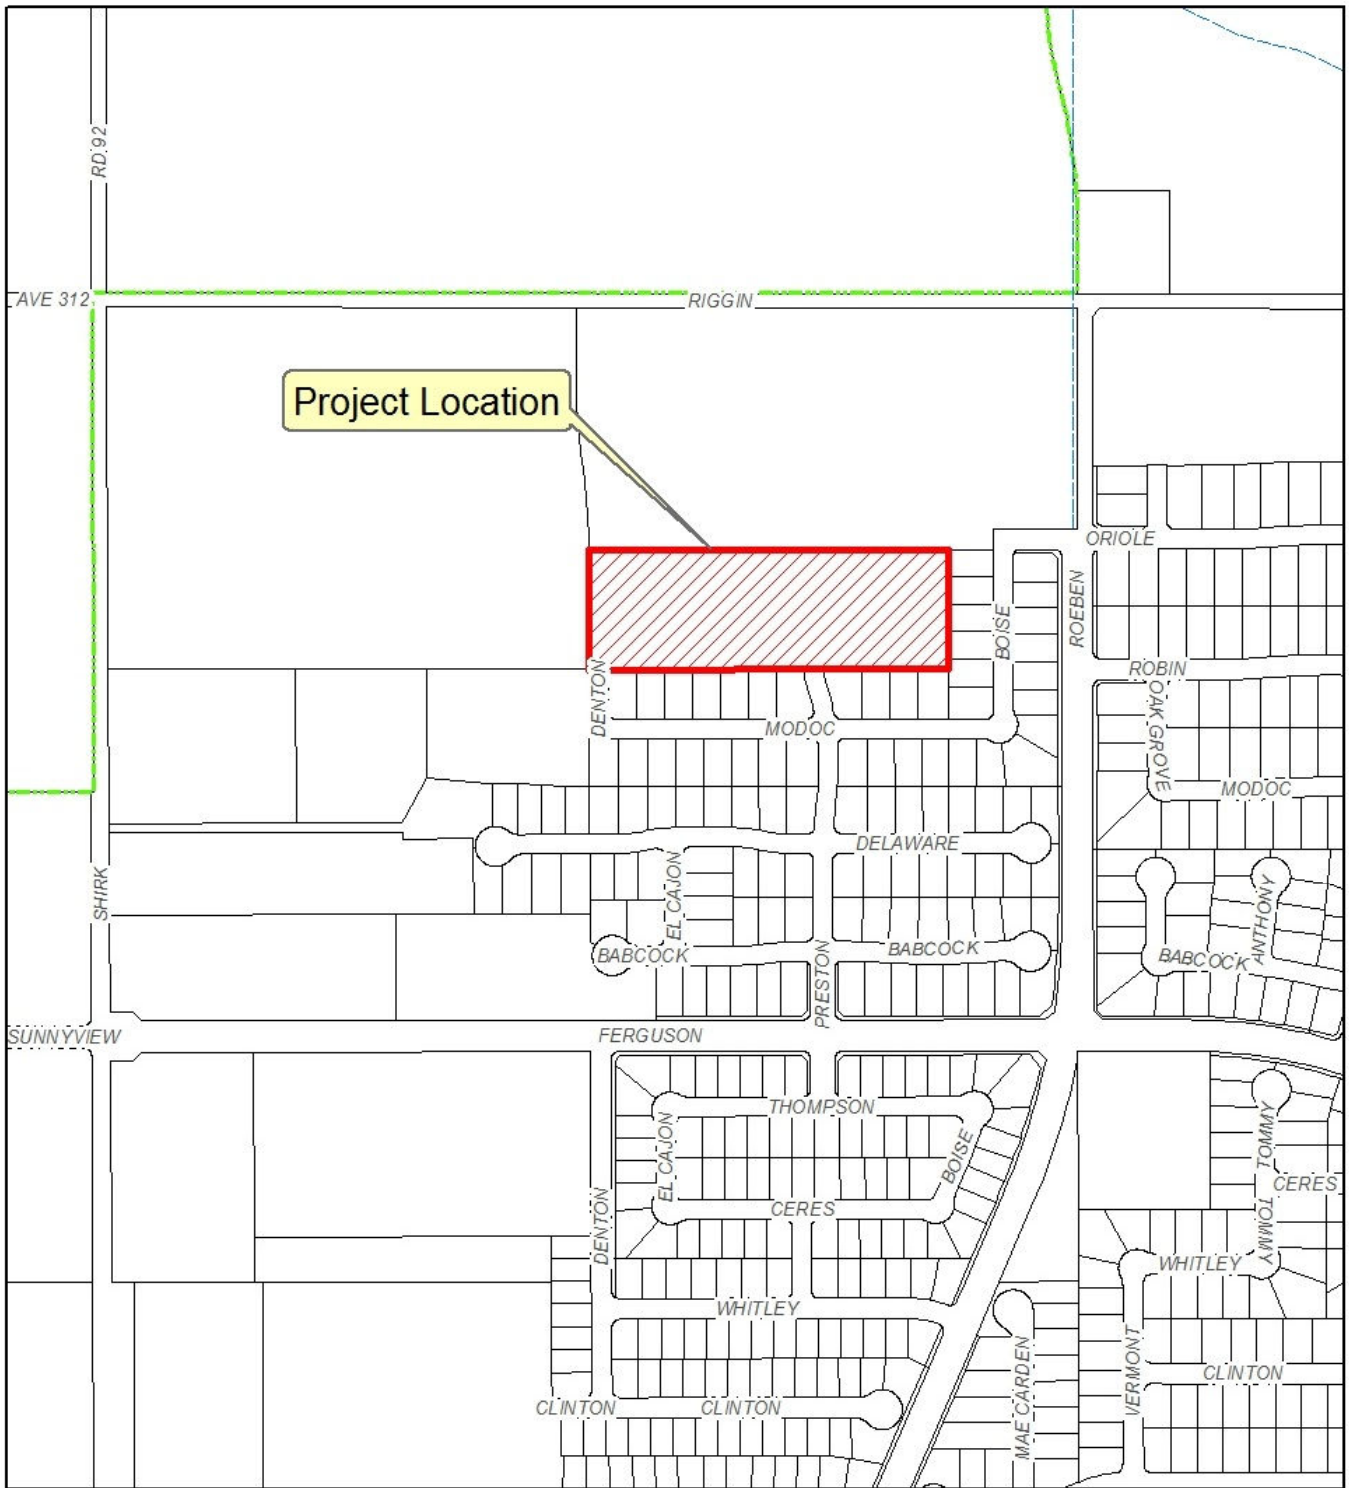 RD 92
AVE 312
RIGGIN
Project Location
ORIOLE
BOISE
ROEBEN
ROBIN
DENTON
OAK GROVE
MODOC
MODOC
DELAWARE
EL CAJON
SHIRK
ANTHONY
BABCOCK
BABCOCK
BABCOCK
PRESTON
SUNNYVIEW
FERGUSON
THOMPSON
TOMMY
EL CAJON
BOISE
CERES
CERES
DENTON
TOMMY
WHITLEY
WHITLEY
VERMONT
MAE CARDEN
CLINTON
CLINTON
CLINTON